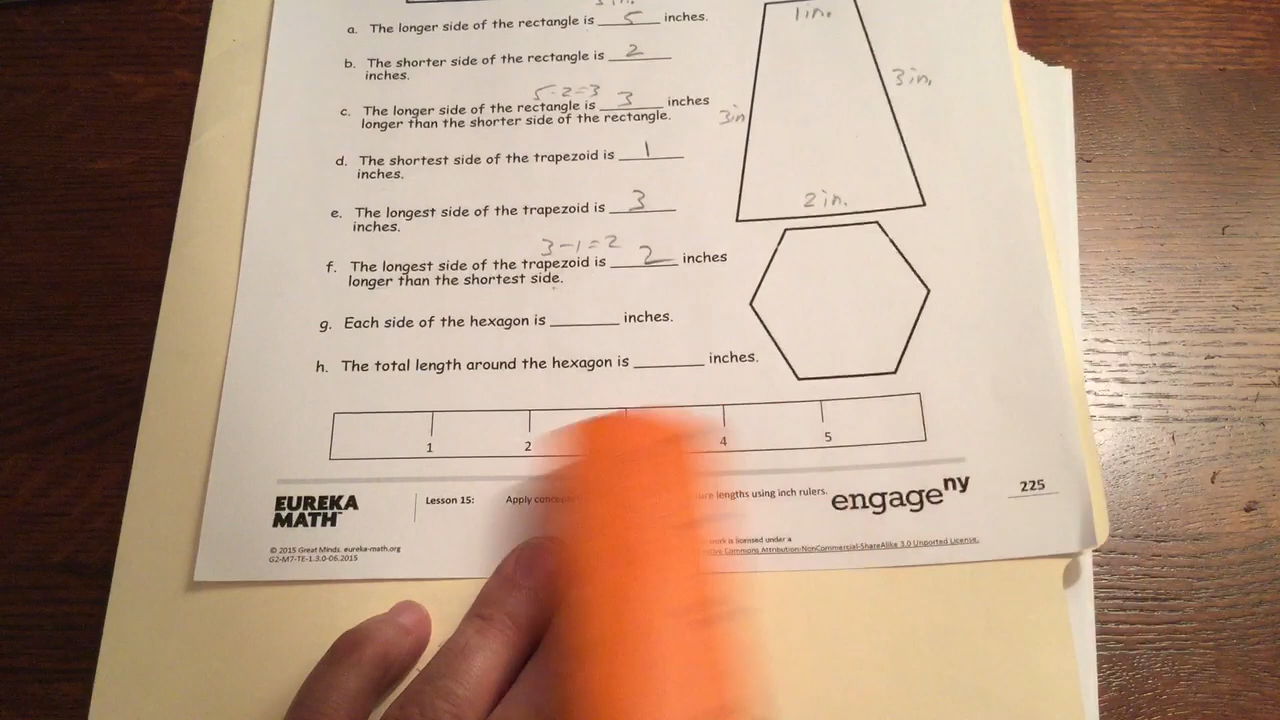 a. The longer side of the rectangle is 5 inches.
1in.
b. The shorter side of the rectangle is 2
inches.
3in.
5-2=3
c. The longer side of the rectangle is 3 inches
longer than the shorter side of the rectangle.
3in
d. The shortest side of the trapezoid is 1
inches.
e. The longest side of the trapezoid is 3
inches.
2in.
3-1=2
f. The longest side of the trapezoid is 2 inches
longer than the shortest side.
g. Each side of the hexagon is ______ inches.
h. The total length around the hexagon is ______ inches.
1 2 4 5
EUREKA
MATH™
Lesson 15:
Apply
lengths using inch rulers.
engageny
225
© 2015 Great Minds. eureka-math.org
G2-M7-TE-1.3.0-06.2015
work is licensed under a
Commons Attribution-NonCommercial-ShareAlike 3.0 Unported License.